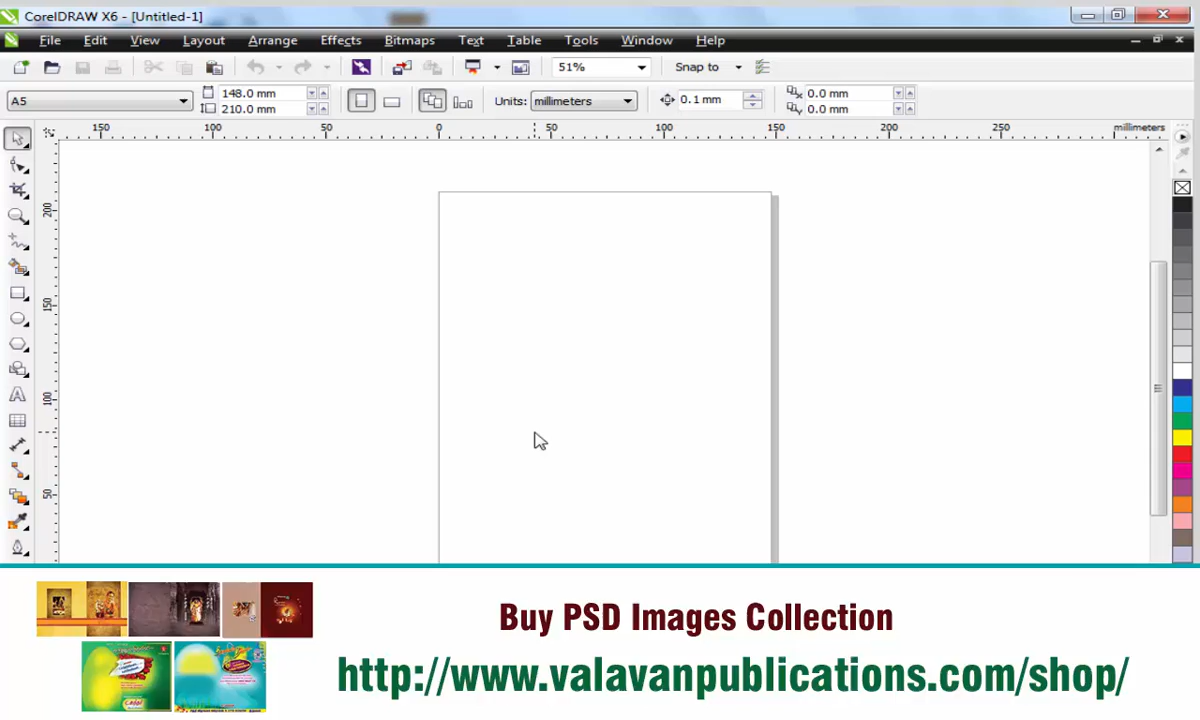 CorelDRAW X6 - [Untitled-1]
File Edit View Layout Arrange Effects Bitmaps Text Table Tools Window Help
51% Snap to
A5 148.0 mm 210.0 mm Units: millimeters 0.1 mm 0.0 mm 0.0 mm
150 100 50 0 50 100 150 200 250 millimeters
200
150
100
50
Buy PSD Images Collection
http://www.valavanpublications.com/shop/